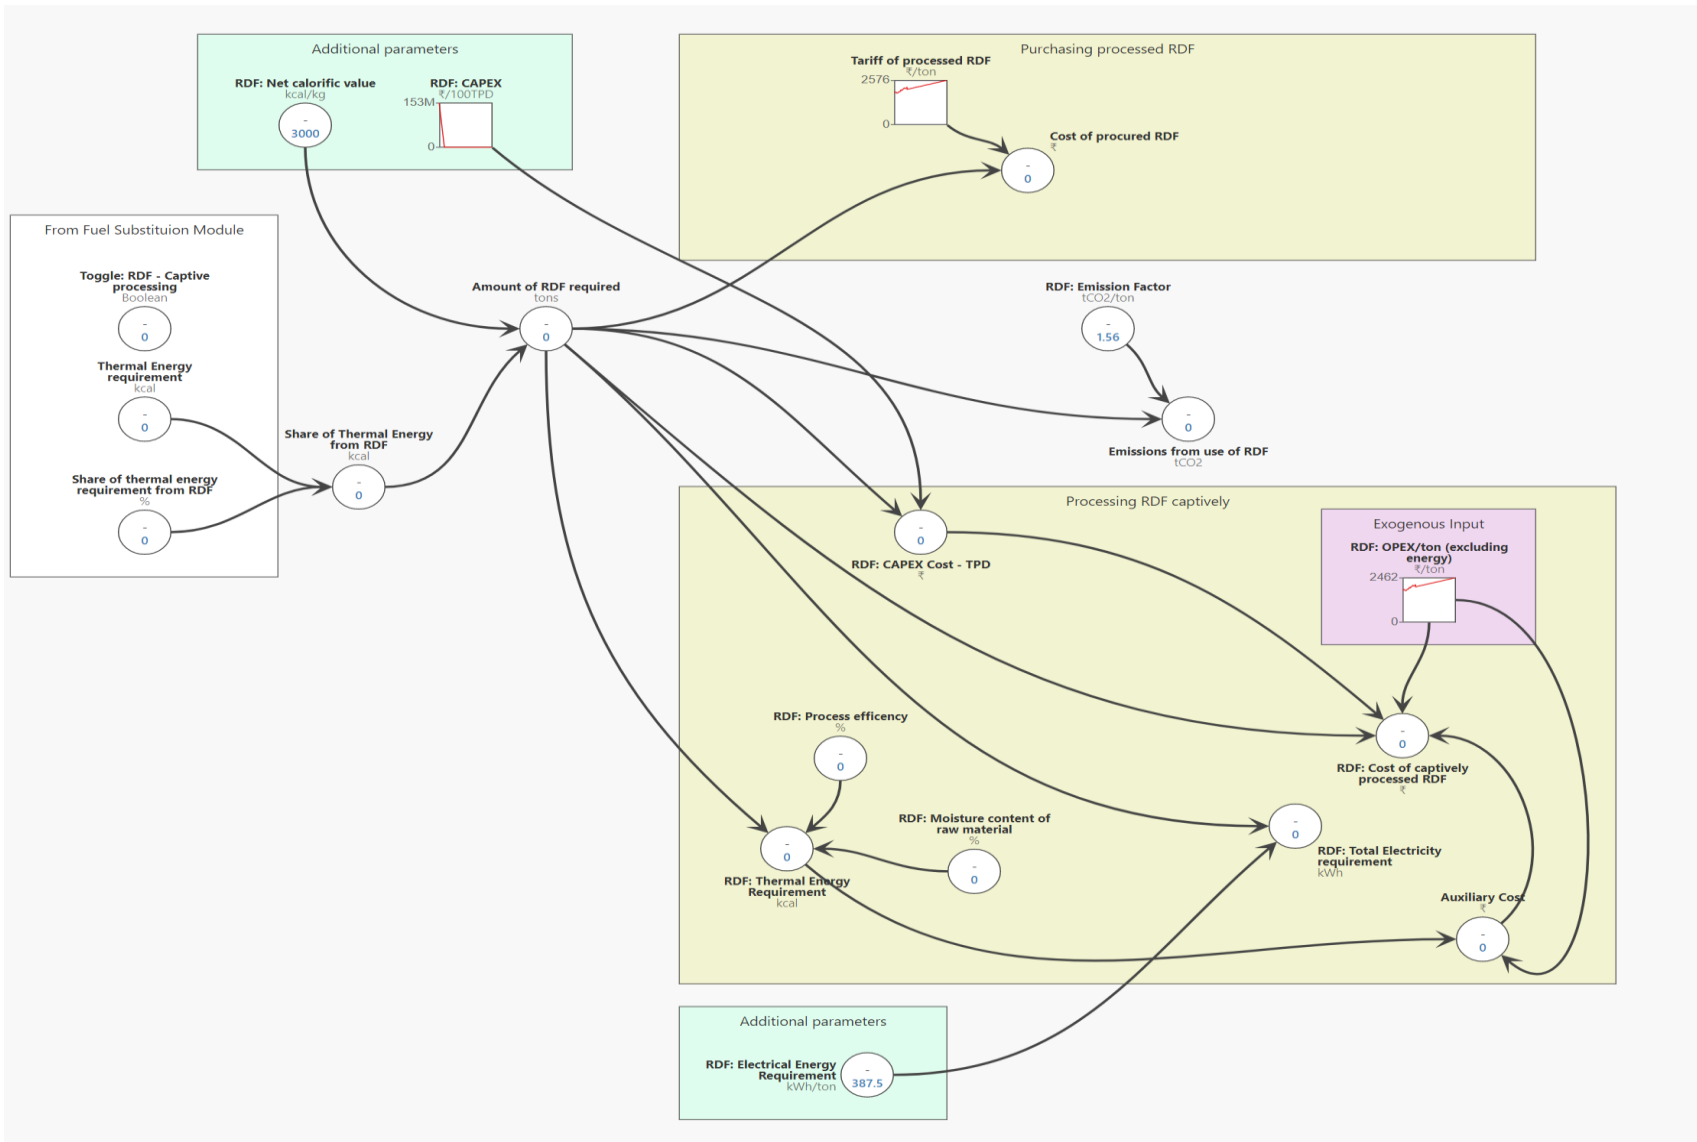 Additional parameters
RDF: Net calorific value
kcal/kg
-
3000
RDF: CAPEX
₹/100TPD
153M
0
Purchasing processed RDF
Tariff of processed RDF
₹/ton
2576
0
Cost of procured RDF
₹
-
0
From Fuel Substituion Module
Toggle: RDF - Captive
processing
Boolean
-
0
Thermal Energy
requirement
kcal
-
0
Share of thermal energy
requirement from RDF
%
-
0
Share of Thermal Energy
from RDF
kcal
-
0
Amount of RDF required
tons
-
0
RDF: Emission Factor
tCO2/ton
-
1.56
-
0
Emissions from use of RDF
tCO2
Processing RDF captively
-
0
RDF: CAPEX Cost - TPD
₹
Exogenous Input
RDF: OPEX/ton (excluding
energy)
₹/ton
2462
0
-
0
RDF: Cost of captively
processed RDF
₹
RDF: Process efficency
%
-
0
RDF: Moisture content of
raw material
%
-
0
-
0
RDF: Thermal Energy
Requirement
kcal
-
0
RDF: Total Electricity
requirement
kWh
Auxiliary Cost
₹
-
0
Additional parameters
RDF: Electrical Energy
Requirement
kWh/ton
-
387.5